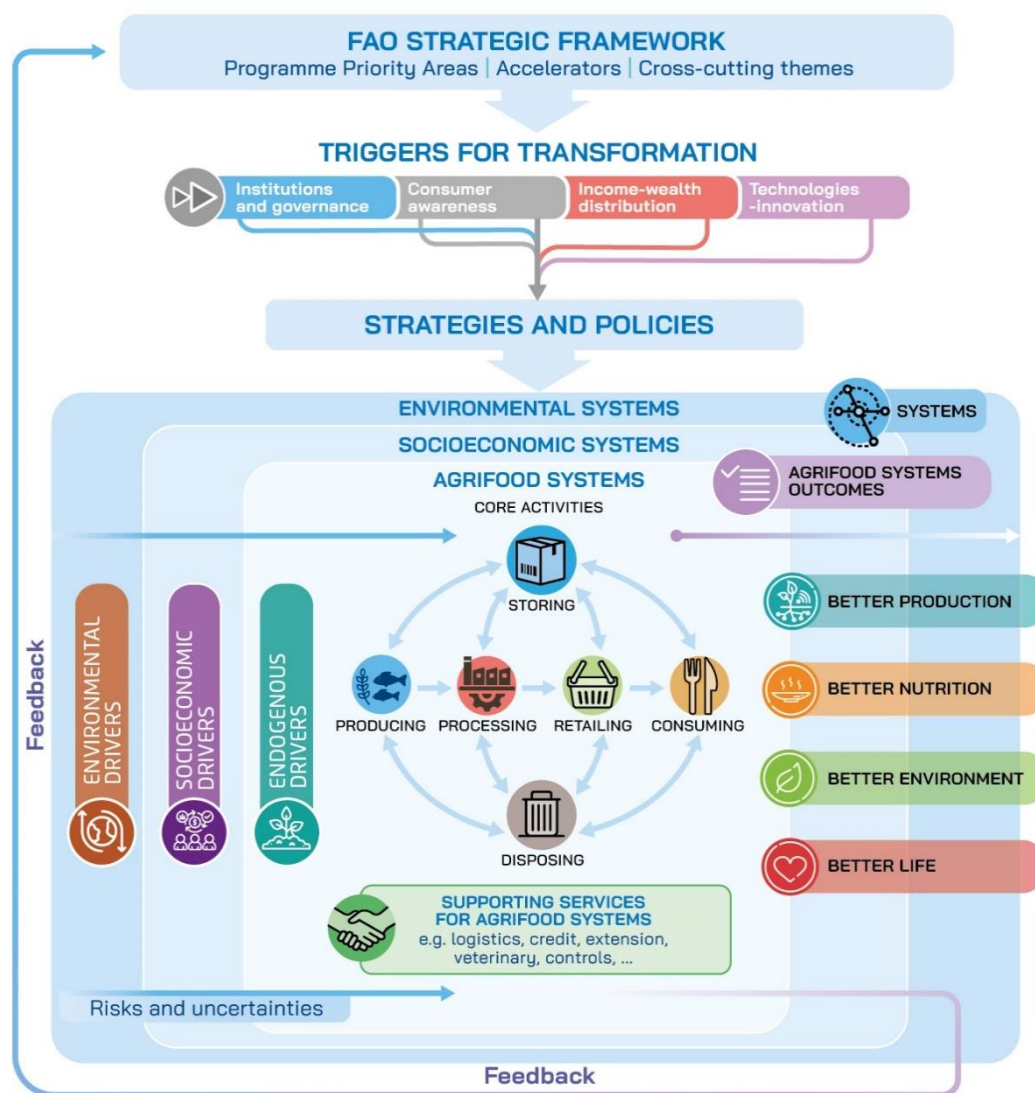 FAO STRATEGIC FRAMEWORK
Programme Priority Areas | Accelerators | Cross-cutting themes
TRIGGERS FOR TRANSFORMATION
Institutions
and governance
Consumer
awareness
Income-wealth
distribution
Technologies
-innovation
STRATEGIES AND POLICIES
ENVIRONMENTAL SYSTEMS
SYSTEMS
SOCIOECONOMIC SYSTEMS
AGRIFOOD SYSTEMS
AGRIFOOD SYSTEMS
OUTCOMES
CORE ACTIVITIES
STORING
PRODUCING
PROCESSING
RETAILING
CONSUMING
DISPOSING
ENVIRONMENTAL
DRIVERS
SOCIOECONOMIC
DRIVERS
ENDOGENOUS
DRIVERS
BETTER PRODUCTION
BETTER NUTRITION
BETTER ENVIRONMENT
BETTER LIFE
SUPPORTING SERVICES
FOR AGRIFOOD SYSTEMS
e.g. logistics, credit, extension,
veterinary, controls, ...
Risks and uncertainties
Feedback
Feedback